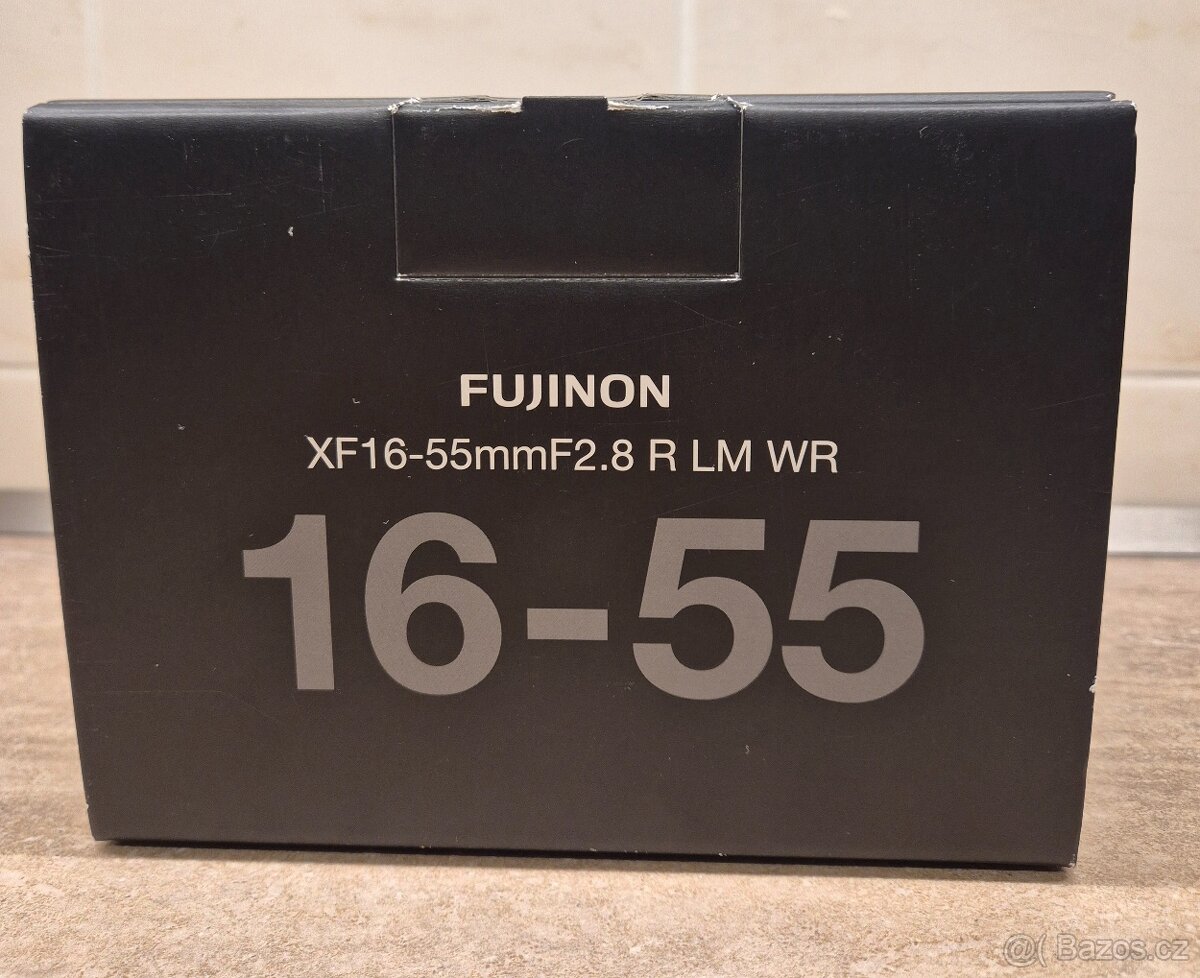 FUJINON
XF16-55mmF2.8 R LM WR
16-55
@( Bazos.cz